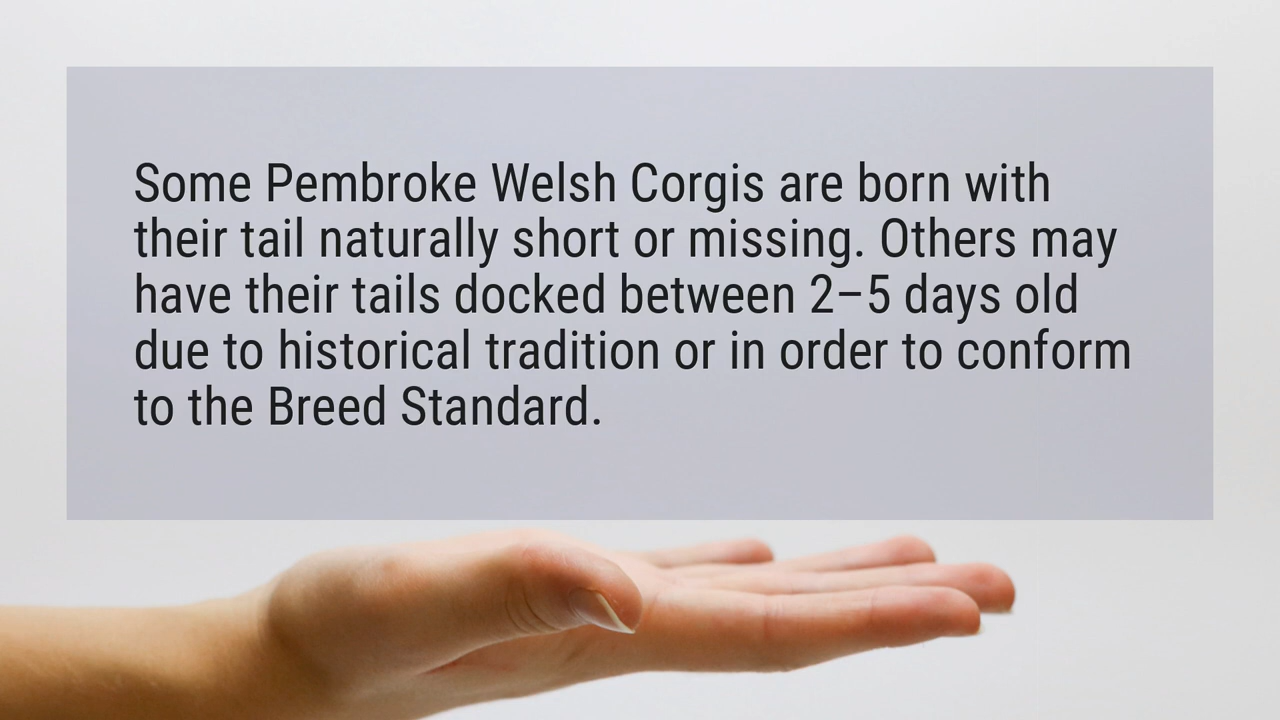 Some Pembroke Welsh Corgis are born with
their tail naturally short or missing. Others may
have their tails docked between 2–5 days old
due to historical tradition or in order to conform
to the Breed Standard.